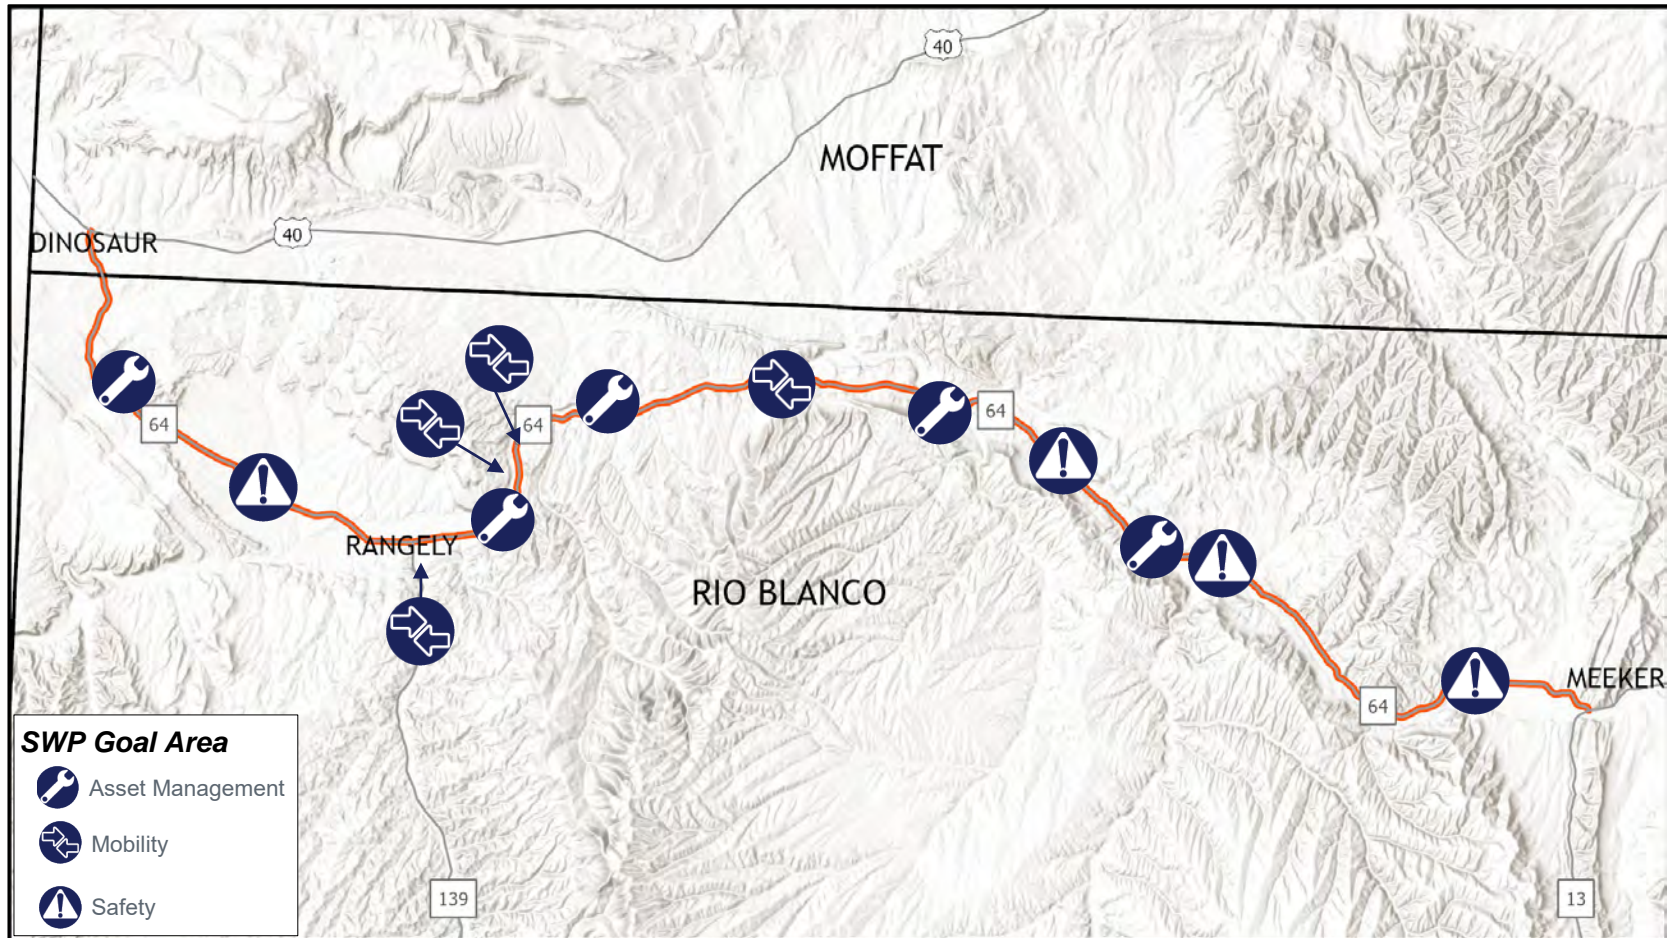 40
MOFFAT
DINOSAUR
40
64
64
64
RANGELY
RIO BLANCO
64
MEEKER
139
13
SWP Goal Area
Asset Management
Mobility
Safety